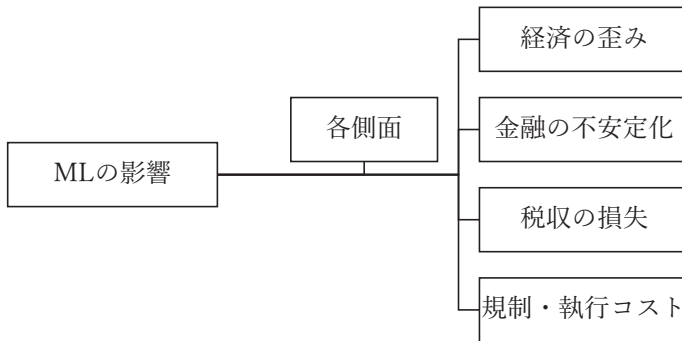 MLの影響
各側面
経済の歪み
金融の不安定化
税収の損失
規制・執行コスト